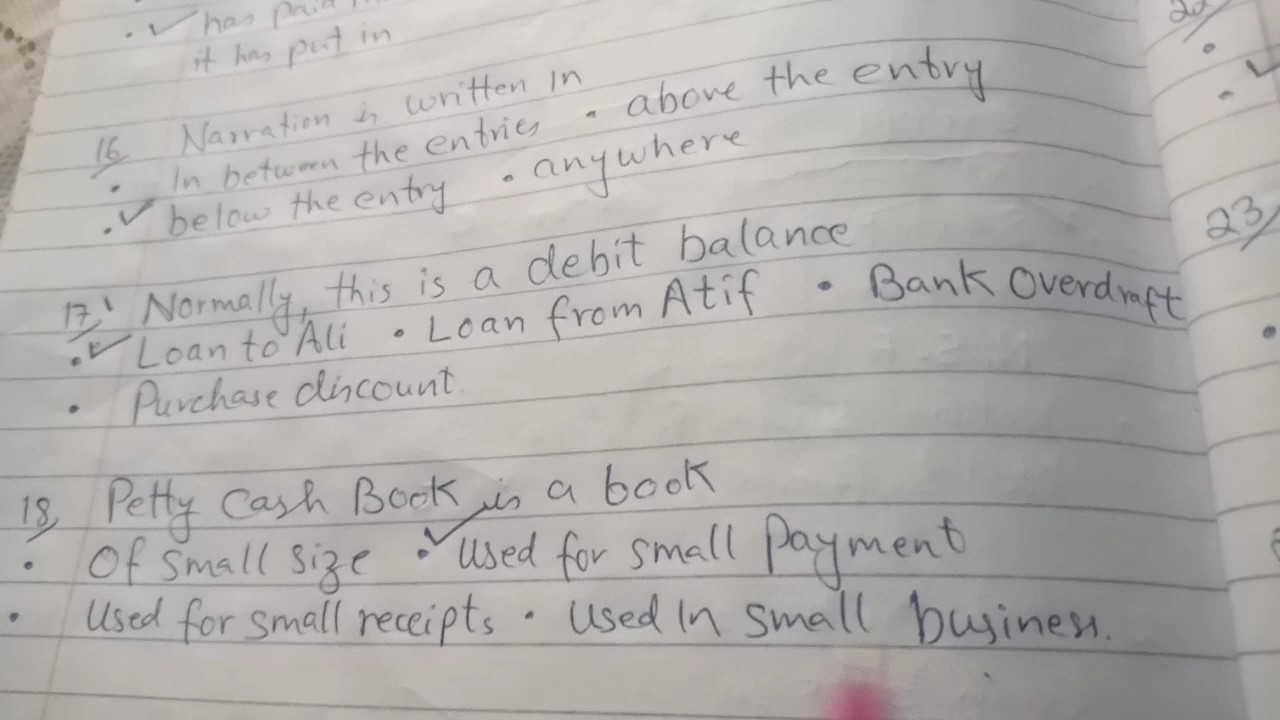 . ✓ has paid
it has put in
16/ Narration is written in
• In between the entries • above the entry
•✓ below the entry • anywhere
17/ Normally, this is a debit balance
•✓ Loan to Ali • Loan from Atif • Bank Overdraft
• Purchase discount
18/ Petty Cash Book is a book
• Of small size •✓ Used for small Payment
• Used for small receipts • Used In small business.
23/